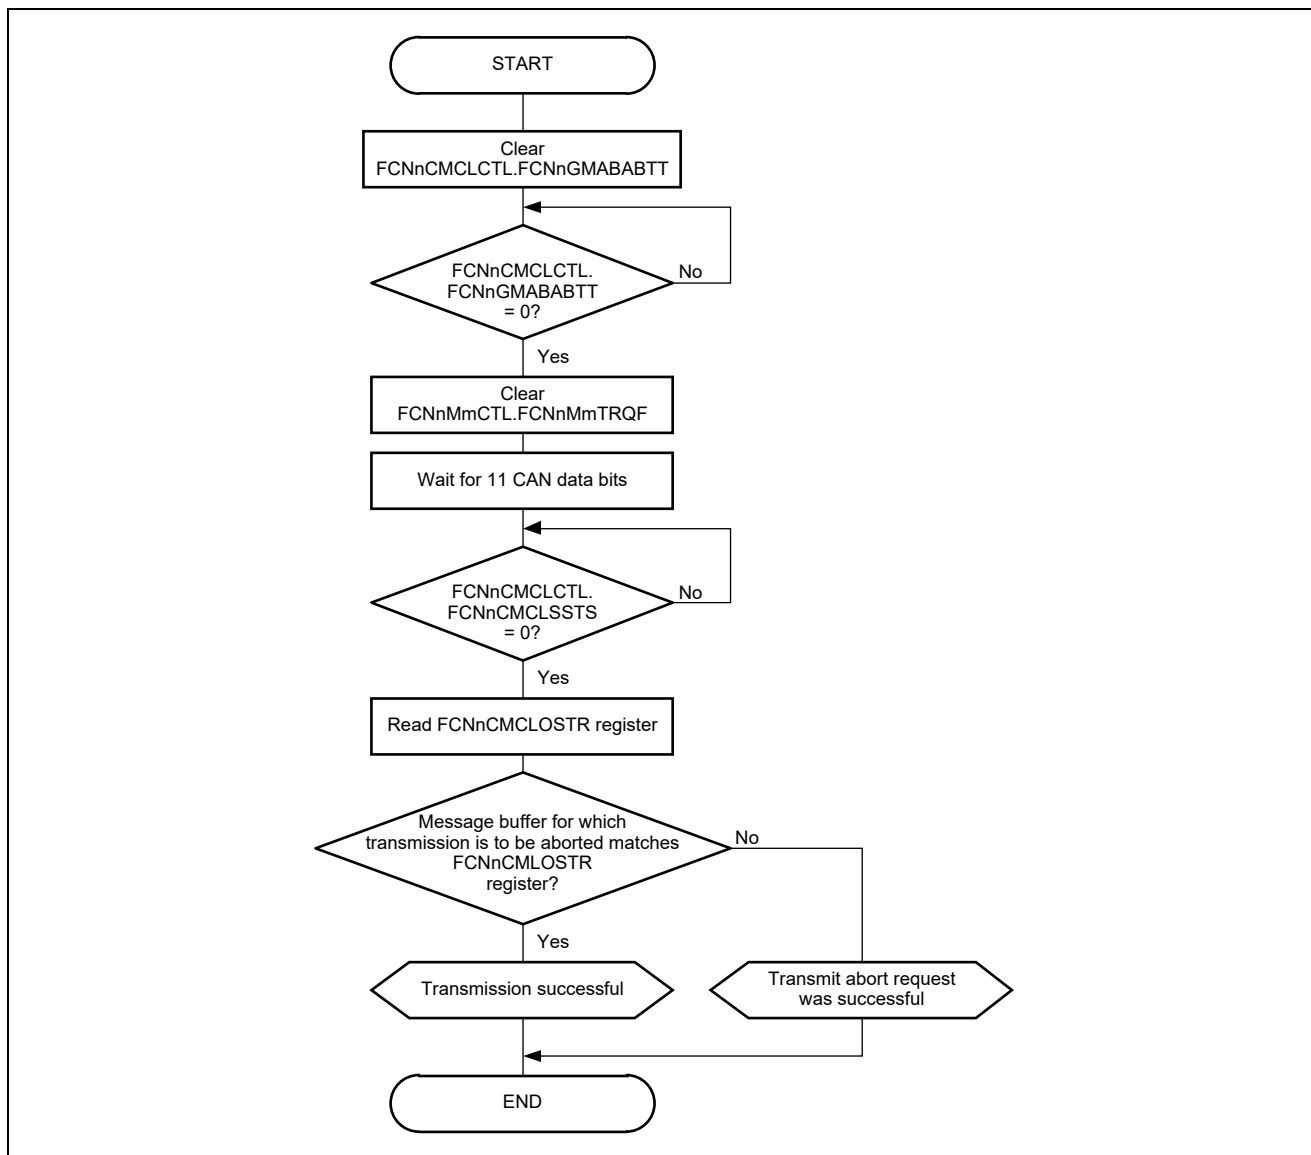 START
Clear
FCNnCMCLCTL.FCNnGMABABTT
FCNnCMCLCTL.
FCNnGMABABTT
= 0?
No
Yes
Clear
FCNnMmCTL.FCNnMmTRQF
Wait for 11 CAN data bits
FCNnCMCLCTL.
FCNnCMCLSSTS
= 0?
No
Yes
Read FCNnCMCLOSTR register
Message buffer for which
transmission is to be aborted matches
FCNnCMLOSTR
register?
No
Yes
Transmission successful
Transmit abort request
was successful
END